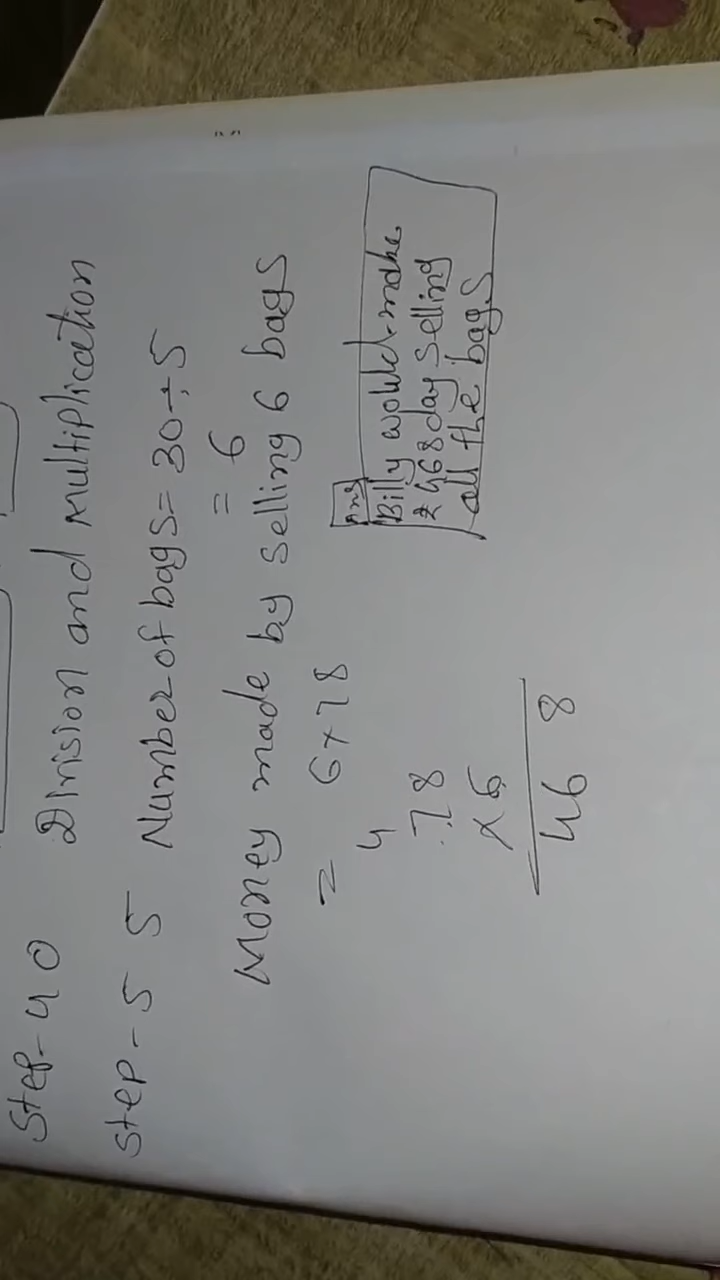 Step-4 O Division and multiplication
Step-5 S Number of bags = 30÷5
= 6
Money made by selling 6 bags
= 6×78
4
78
×6
468
Ans
Billy would make
₹ 468 day selling
all the bags